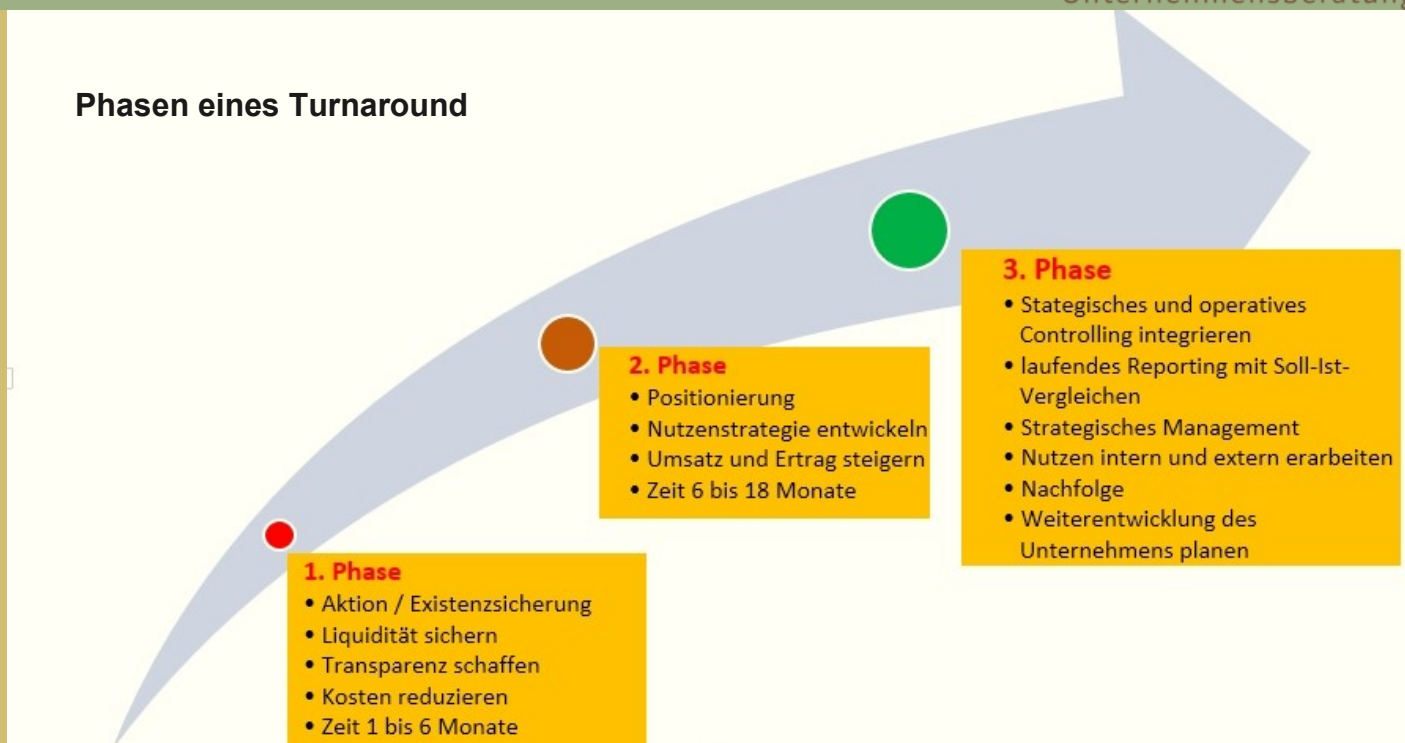 Phasen eines Turnaround
1. Phase
• Aktion / Existenzsicherung
• Liquidität sichern
• Transparenz schaffen
• Kosten reduzieren
• Zeit 1 bis 6 Monate
2. Phase
• Positionierung
• Nutzenstrategie entwickeln
• Umsatz und Ertrag steigern
• Zeit 6 bis 18 Monate
3. Phase
• Stategisches und operatives
Controlling integrieren
• laufendes Reporting mit Soll-Ist-
Vergleichen
• Strategisches Management
• Nutzen intern und extern erarbeiten
• Nachfolge
• Weiterentwicklung des
Unternehmens planen